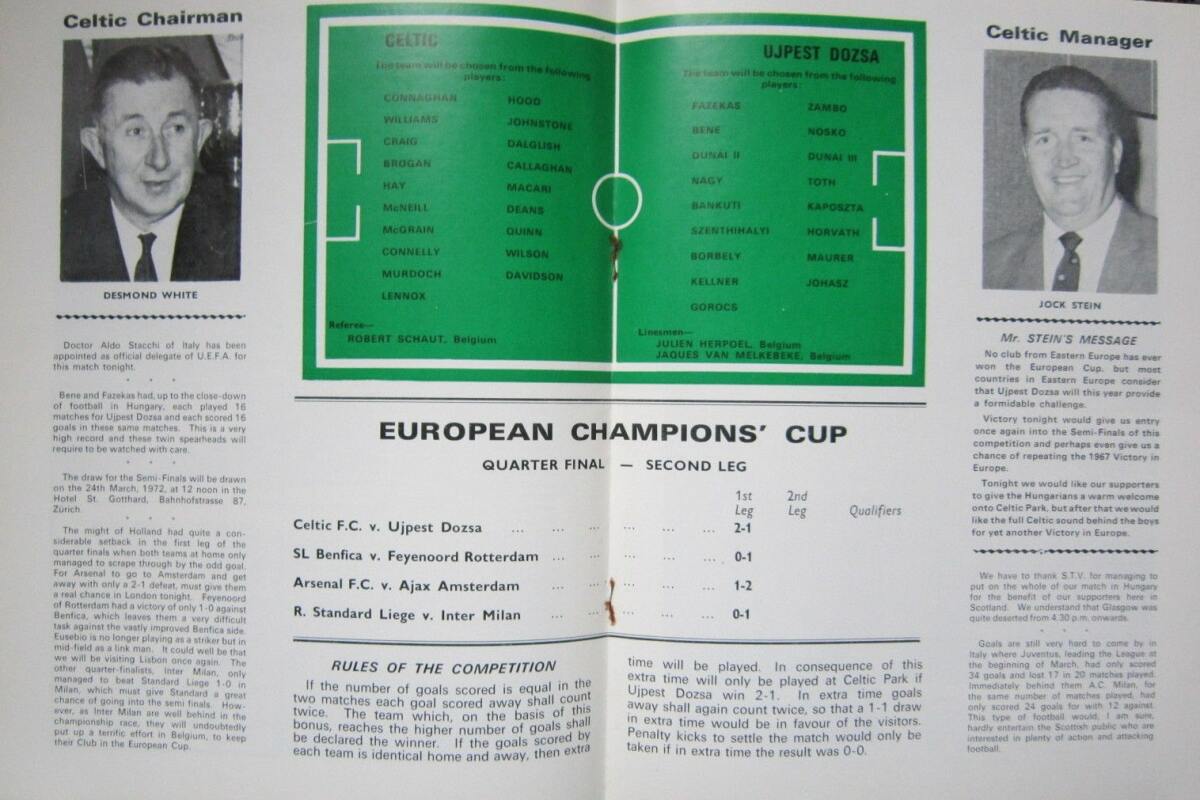 Celtic Chairman
DESMOND WHITE
Doctor Aldo Stacchi of Italy has been
appointed as official delegate of U.E.F.A. for
this match tonight.
* * *
Bene and Fazekas had, up to the close-down
of football in Hungary, each played 16
matches for Ujpest Dozsa and each scored 16
goals in these same matches. This is a very
high record and these twin spearheads will
require to be watched with care.
* * *
The draw for the Semi-Finals will be drawn
on the 24th March, 1972, at 12 noon in the
Hotel St. Gotthard, Bahnhofstrasse 87,
Zürich.
* * *
The might of Holland had quite a con-
siderable setback in the first leg of the
quarter finals when both teams at home only
managed to scrape through by the odd goal.
For Arsenal to go to Amsterdam and get
away with only a 2-1 defeat, must give them
a real chance in London tonight. Feyenoord
of Rotterdam had a victory of only 1-0 against
Benfica, which leaves them a very difficult
task against the vastly improved Benfica side.
Eusebio is no longer playing as a striker but in
mid-field as a link man. It could well be that
we will be visiting Lisbon once again. The
other quarter-finalists, Inter Milan, only
managed to beat Standard Liege 1-0 in
Milan, which must give Standard a great
chance of going into the semi finals. How-
ever, as Inter Milan are well behind in the
championship race, they will undoubtedly
put up a terrific effort in Belgium, to keep
their Club in the European Cup.
CELTIC
The team will be chosen from the following
players:
CONNAGHAN HOOD
WILLIAMS JOHNSTONE
CRAIG DALGLISH
BROGAN CALLAGHAN
HAY MACARI
McNEILL DEANS
McGRAIN QUINN
CONNELLY WILSON
MURDOCH DAVIDSON
LENNOX
Referee—
ROBERT SCHAUT, Belgium
UJPEST DOZSA
The team will be chosen from the following
players:
FAZEKAS ZAMBO
BENE NOSKO
DUNAI II DUNAI III
NAGY TOTH
BANKUTI KAPOSZTA
SZENTHIHALYI HORVATH
BORBELY MAURER
KELLNER JOHASZ
GOROCS
Linesmen—
JULIEN HERPOEL, Belgium
JAQUES VAN MELKEBEKE, Belgium
EUROPEAN CHAMPIONS' CUP
QUARTER FINAL — SECOND LEG
1st 2nd
Leg Leg Qualifiers
Celtic F.C. v. Ujpest Dozsa ... ... ... ... ... ... 2-1
SL Benfica v. Feyenoord Rotterdam ... ... ... ... ... 0-1
Arsenal F.C. v. Ajax Amsterdam ... ... ... ... ... 1-2
R. Standard Liege v. Inter Milan ... ... ... ... ... 0-1
RULES OF THE COMPETITION
If the number of goals scored is equal in the
two matches each goal scored away shall count
twice. The team which, on the basis of this
bonus, reaches the higher number of goals shall
be declared the winner. If the goals scored by
each team is identical home and away, then extra
time will be played. In consequence of this
extra time will only be played at Celtic Park if
Ujpest Dozsa win 2-1. In extra time goals
away shall again count twice, so that a 1-1 draw
in extra time would be in favour of the visitors.
Penalty kicks to settle the match would only be
taken if in extra time the result was 0-0.
Celtic Manager
JOCK STEIN
Mr. STEIN'S MESSAGE
No club from Eastern Europe has ever
won the European Cup, but most
countries in Eastern Europe consider
that Ujpest Dozsa will this year provide
a formidable challenge.
Victory tonight would give us entry
once again into the Semi-Finals of this
competition and perhaps even give us a
chance of repeating the 1967 Victory in
Europe.
Tonight we would like our supporters
to give the Hungarians a warm welcome
onto Celtic Park, but after that we would
like the full Celtic sound behind the boys
for yet another Victory in Europe.
We have to thank S.T.V. for managing to
put on the whole of our match in Hungary
for the benefit of our supporters here in
Scotland. We understand that Glasgow was
quite deserted from 4.30 p.m. onwards.
* * *
Goals are still very hard to come by in
Italy where Juventus, leading the League at
the beginning of March, had only scored
34 goals and lost 17 in 20 matches played.
Immediately behind them A.C. Milan, for
the same number of matches played, had
only scored 24 goals for with 12 against.
This type of football would, I am sure,
hardly entertain the Scottish public who are
interested in plenty of action and attacking
football.